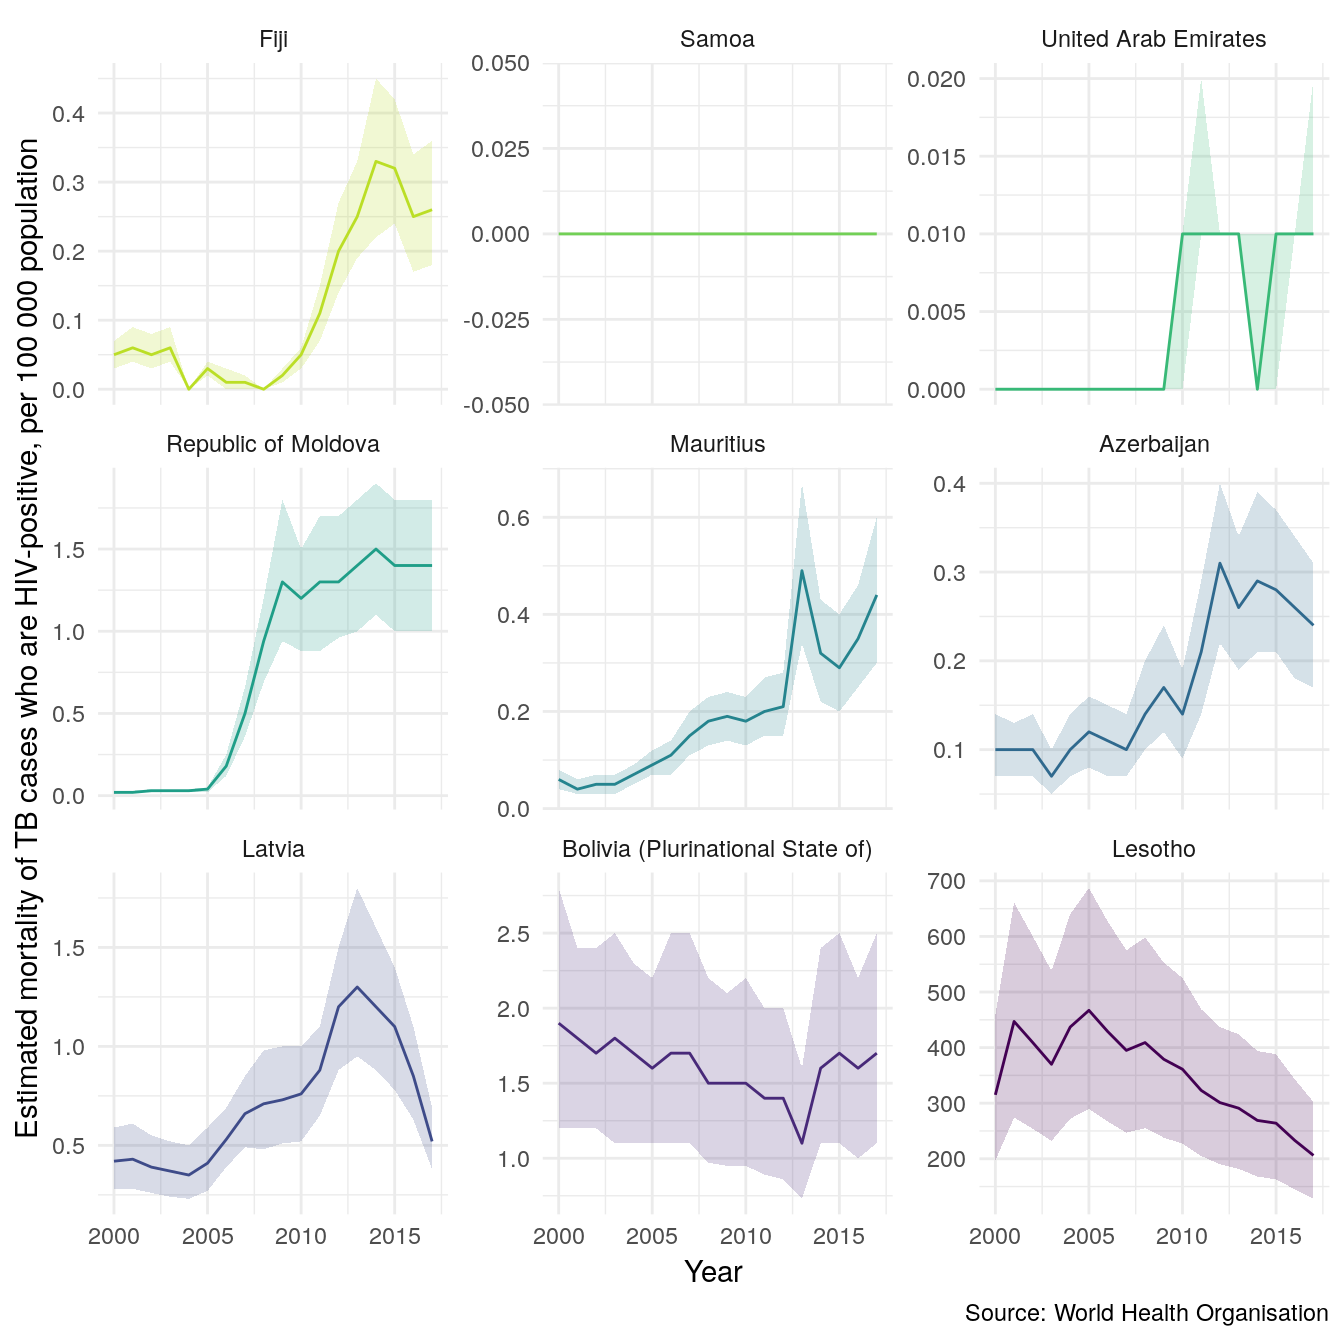 Fiji
Samoa
United Arab Emirates
0.4
0.3
0.2
0.1
0.0
0.050
0.025
0.000
-0.025
-0.050
0.020
0.015
0.010
0.005
0.000
Republic of Moldova
Mauritius
Azerbaijan
1.5
1.0
0.5
0.0
0.6
0.4
0.2
0.0
0.4
0.3
0.2
0.1
Latvia
Bolivia (Plurinational State of)
Lesotho
1.5
1.0
0.5
2.5
2.0
1.5
1.0
700
600
500
400
300
200
2000 2005 2010 2015
2000 2005 2010 2015
2000 2005 2010 2015
Estimated mortality of TB cases who are HIV-positive, per 100 000 population
Year
Source: World Health Organisation